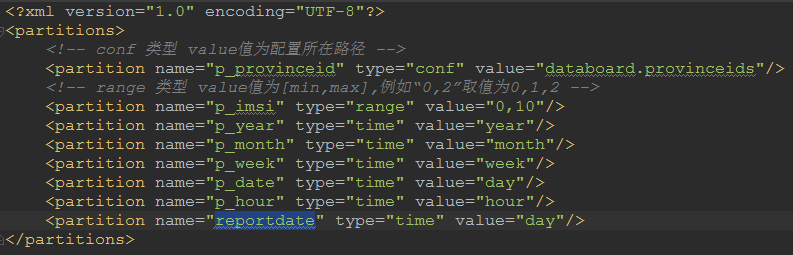 <?xml version="1.0" encoding="UTF-8"?>
<partitions>
<!-- conf 类型 value值为配置所在路径 -->
<partition name="p_provinceid" type="conf" value="databoard.provinceids"/>
<!-- range 类型 value值为[min,max],例如“0,2”取值为0,1,2 -->
<partition name="p_imsi" type="range" value="0,10"/>
<partition name="p_year" type="time" value="year"/>
<partition name="p_month" type="time" value="month"/>
<partition name="p_week" type="time" value="week"/>
<partition name="p_date" type="time" value="day"/>
<partition name="p_hour" type="time" value="hour"/>
<partition name="reportdate" type="time" value="day"/>
</partitions>